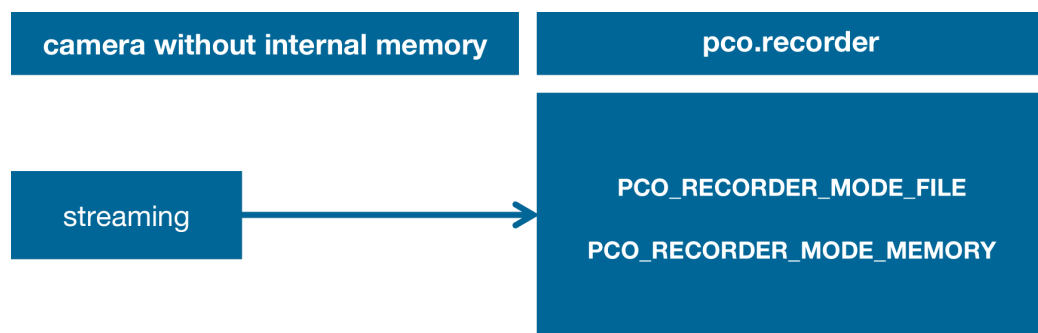 camera without internal memory
pco.recorder
streaming
PCO_RECORDER_MODE_FILE
PCO_RECORDER_MODE_MEMORY